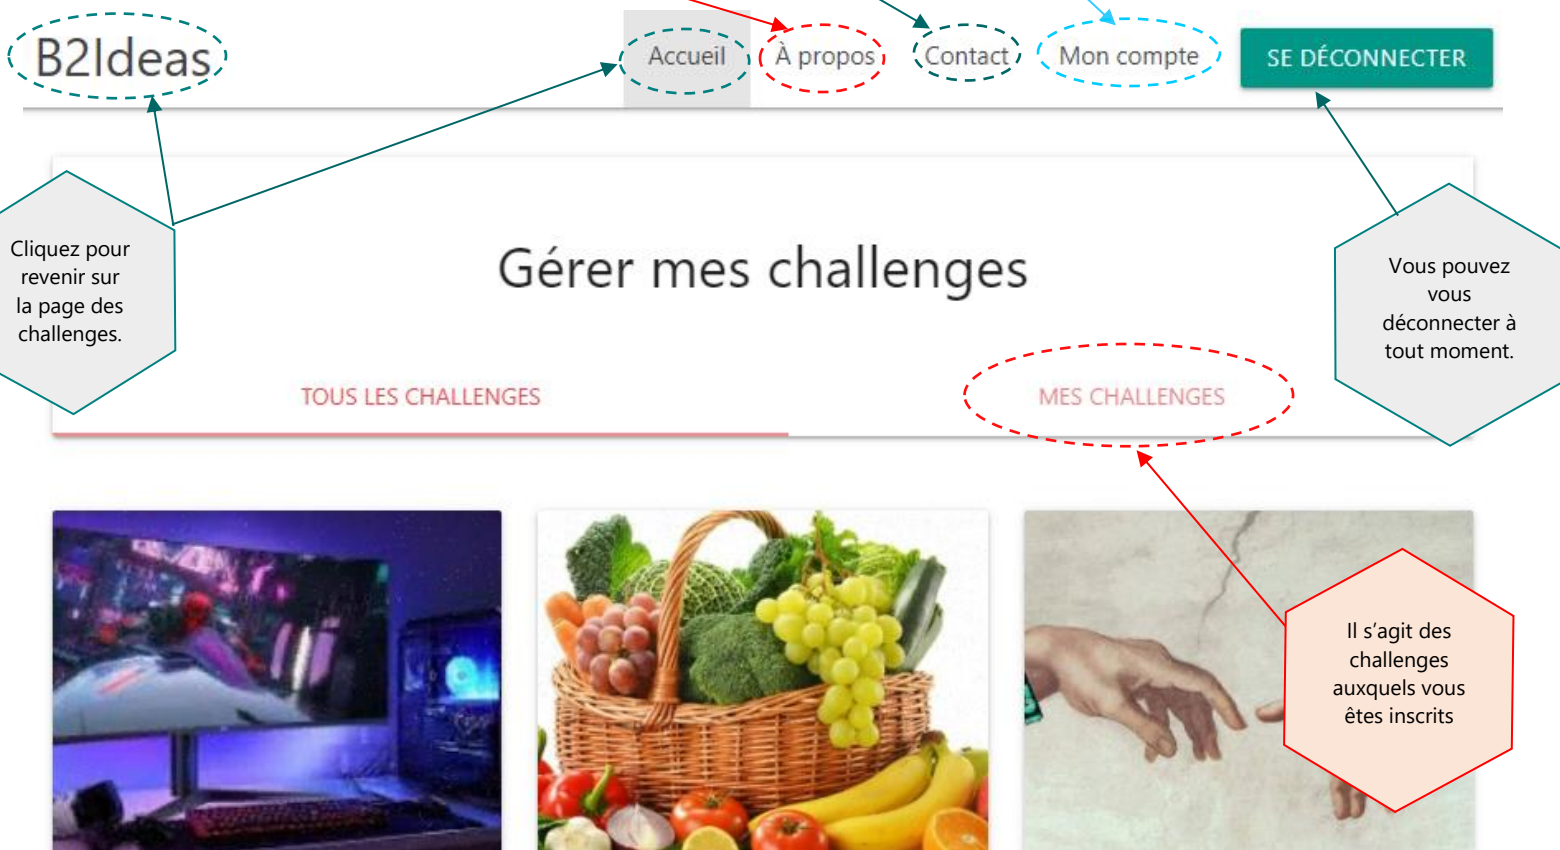 B2Ideas
Accueil
À propos
Contact
Mon compte
SE DÉCONNECTER
Cliquez pour
revenir sur
la page des
challenges.
Gérer mes challenges
Vous pouvez
vous
déconnecter à
tout moment.
TOUS LES CHALLENGES
MES CHALLENGES
Il s’agit des
challenges
auxquels vous
êtes inscrits